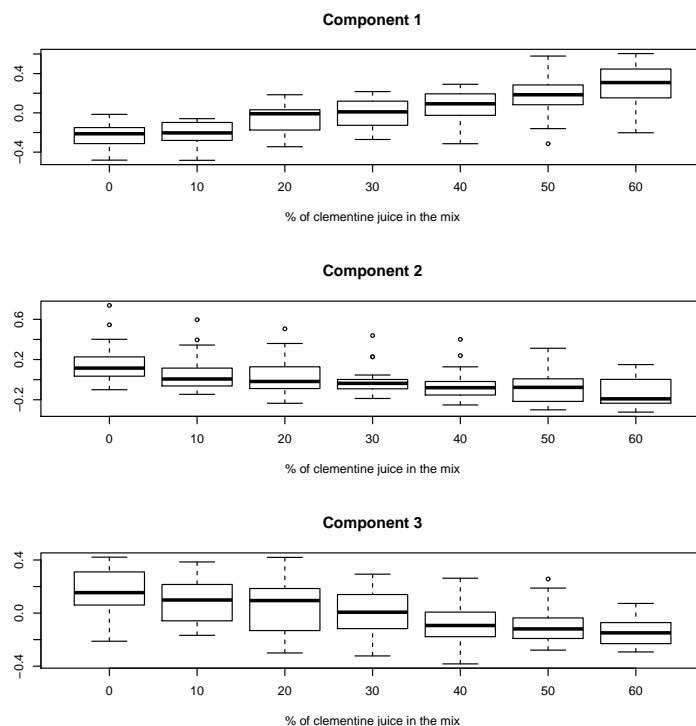 Component 1
0.4
0.0
−0.4
0 10 20 30 40 50 60
% of clementine juice in the mix
Component 2
0.6
0.2
−0.2
0 10 20 30 40 50 60
% of clementine juice in the mix
Component 3
0.4
0.0
−0.4
0 10 20 30 40 50 60
% of clementine juice in the mix